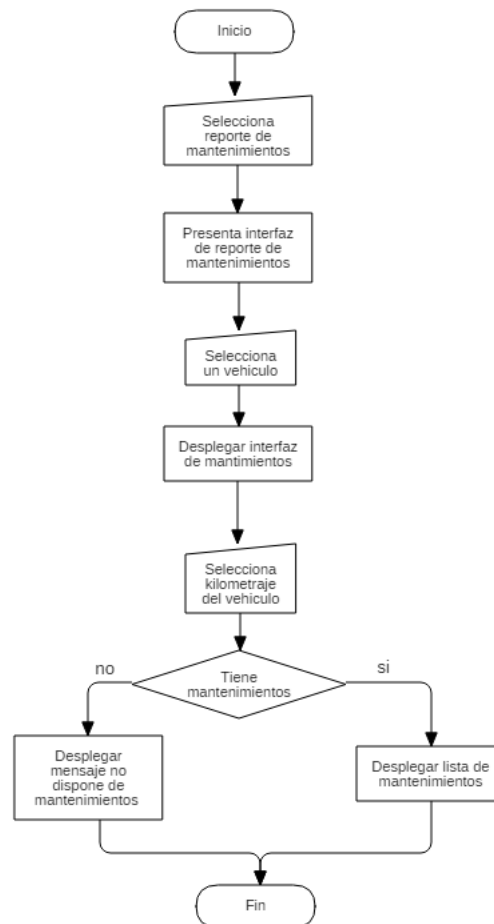 Inicio
Selecciona
reporte de
mantenimientos
Presenta interfaz
de reporte de
mantenimientos
Selecciona
un vehiculo
Desplegar interfaz
de mantimientos
Selecciona
kilometraje
del vehiculo
Tiene
mantenimientos
no
si
Desplegar
mensaje no
dispone de
mantenimientos
Desplegar lista de
mantenimientos
Fin